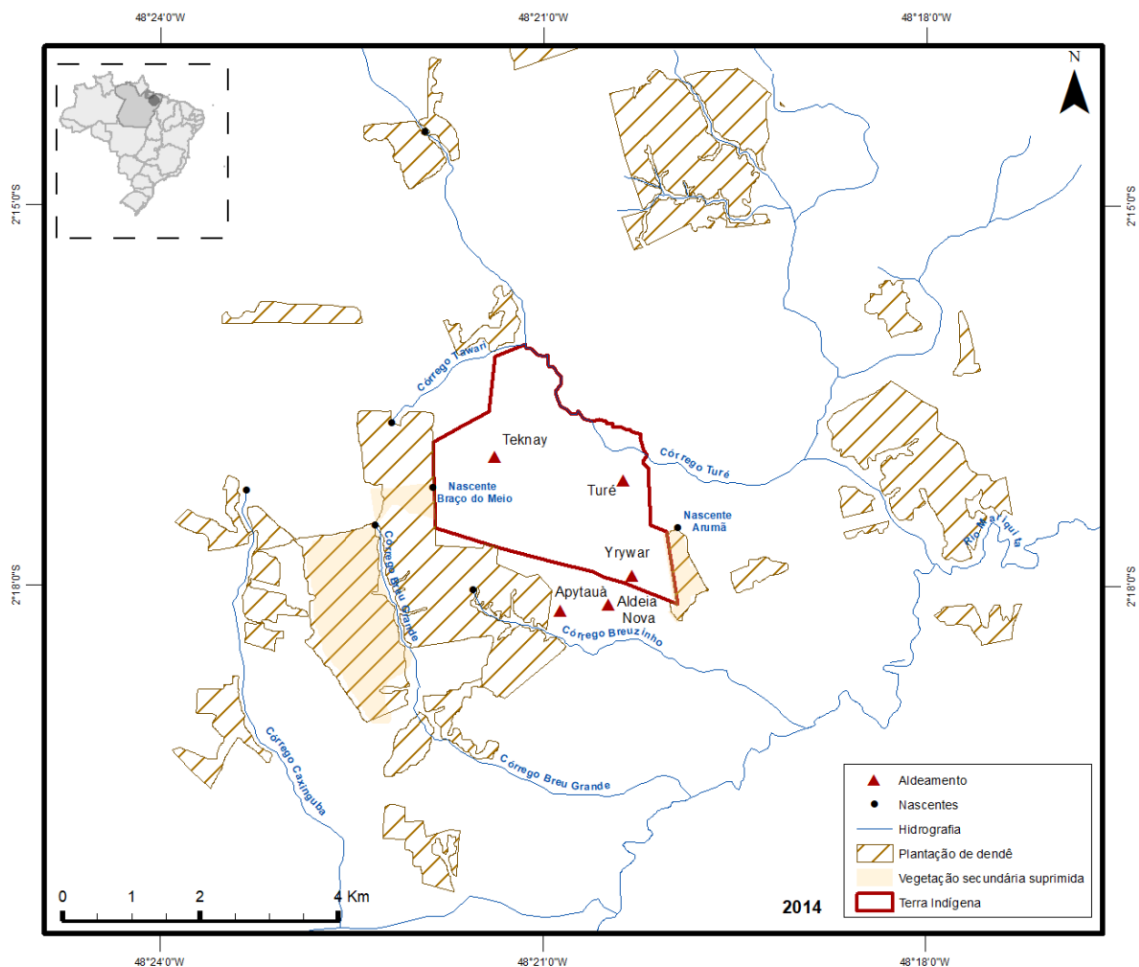 48°24'0"W
48°21'0"W
48°18'0"W
N
2°15'0"S
2°15'0"S
Córrego Tawari
Teknay
Córrego Turé
Turé
Nascente
Braço do Meio
Nascente
Arumã
Rio Mariquita
Yrywar
2°18'0"S
2°18'0"S
Apytauà
Aldeia
Nova
Córrego Breu Grande
Córrego Breuzinho
Córrego Caxinguba
Córrego Breu Grande
Aldeamento
Nascentes
Hidrografia
Plantação de dendê
Vegetação secundária suprimida
Terra Indígena
0 2 4 Km
2014
48°24'0"W
48°21'0"W
48°18'0"W